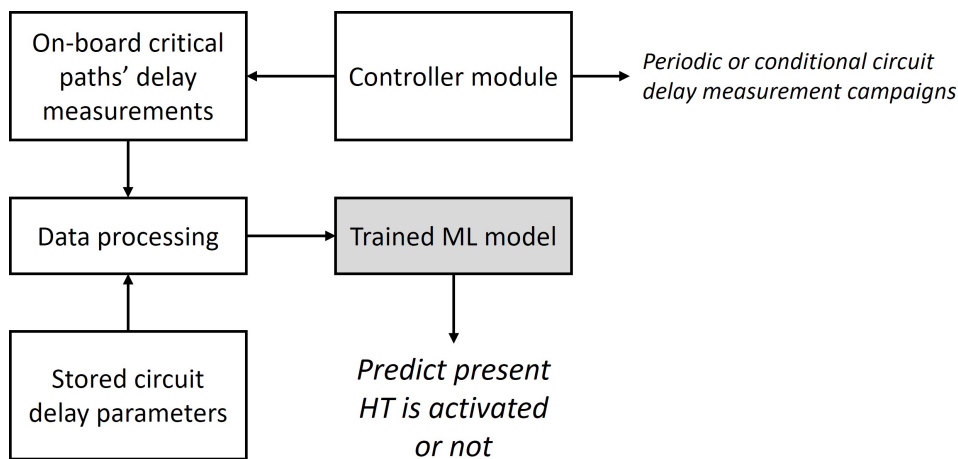 On-board critical
paths’ delay
measurements
Controller module
Periodic or conditional circuit
delay measurement campaigns
Data processing
Trained ML model
Stored circuit
delay parameters
Predict present
HT is activated
or not